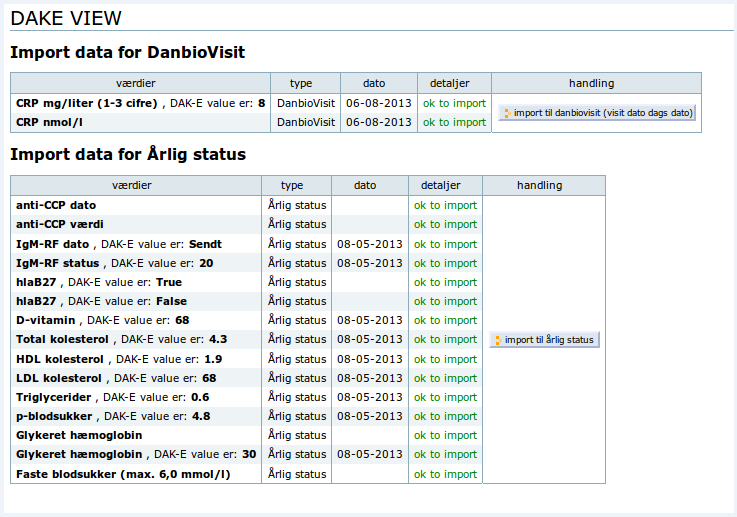 DAKE VIEW
Import data for DanbioVisit
værdier type dato detaljer handling
CRP mg/liter (1-3 cifre) , DAK-E value er: 8 DanbioVisit 06-08-2013 ok to import
import til danbiovisit (visit dato dags dato)
CRP nmol/l DanbioVisit 06-08-2013 ok to import
Import data for Årlig status
værdier type dato detaljer handling
anti-CCP dato Årlig status ok to import
anti-CCP værdi Årlig status ok to import
IgM-RF dato , DAK-E value er: Sendt Årlig status 08-05-2013 ok to import
IgM-RF status , DAK-E value er: 20 Årlig status 08-05-2013 ok to import
hlaB27 , DAK-E value er: True Årlig status ok to import
hlaB27 , DAK-E value er: False Årlig status ok to import
D-vitamin , DAK-E value er: 68 Årlig status 08-05-2013 ok to import
Total kolesterol , DAK-E value er: 4.3 Årlig status 08-05-2013 ok to import import til årlig status
HDL kolesterol , DAK-E value er: 1.9 Årlig status 08-05-2013 ok to import
LDL kolesterol , DAK-E value er: 68 Årlig status 08-05-2013 ok to import
Triglycerider , DAK-E value er: 0.6 Årlig status 08-05-2013 ok to import
p-blodsukker , DAK-E value er: 4.8 Årlig status 08-05-2013 ok to import
Glykeret hæmoglobin Årlig status ok to import
Glykeret hæmoglobin , DAK-E value er: 30 Årlig status 08-05-2013 ok to import
Faste blodsukker (max. 6,0 mmol/l) Årlig status ok to import